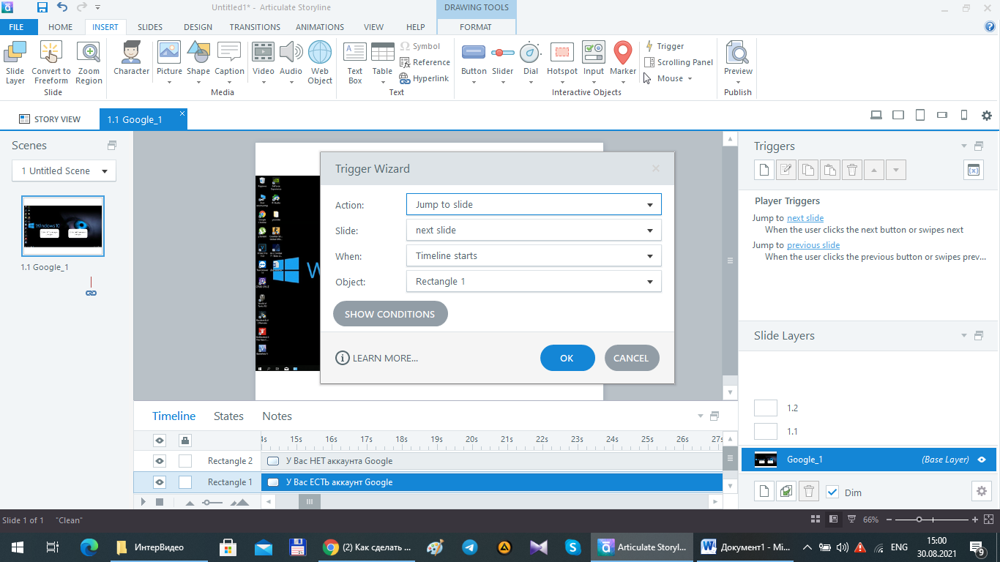 Untitled1* - Articulate Storyline
DRAWING TOOLS
FILE HOME INSERT SLIDES DESIGN TRANSITIONS ANIMATIONS VIEW HELP FORMAT
Slide Layer
Convert to Freeform
Zoom Region
Slide
Character
Picture
Shape
Caption
Video
Audio
Web Object
Media
Text Box
Table
Symbol
Reference
Hyperlink
Text
Button
Slider
Dial
Hotspot
Input
Marker
Trigger
Scrolling Panel
Mouse
Interactive Objects
Preview
Publish
STORY VIEW
1.1 Google_1
Scenes
1 Untitled Scene
Windows 10
1.1 Google_1
Trigger Wizard
Action: Jump to slide
Slide: next slide
When: Timeline starts
Object: Rectangle 1
SHOW CONDITIONS
LEARN MORE...
OK
CANCEL
Triggers
Player Triggers
Jump to next slide
When the user clicks the next button or swipes next
Jump to previous slide
When the user clicks the previous button or swipes prev...
Slide Layers
1.2
1.1
Google_1 (Base Layer)
Dim
Timeline States Notes
4s 15s 16s 17s 18s 19s 20s 21s 22s 23s 24s 25s 26s 27s
Rectangle 2 У Вас НЕТ аккаунта Google
Rectangle 1 У Вас ЕСТЬ аккаунт Google
Slide 1 of 1 "Clean"
66%
ИнтерВидео
(2) Как сделать ...
Articulate Storyl...
Документ1 - Mi...
ENG
15:00
30.08.2021
9